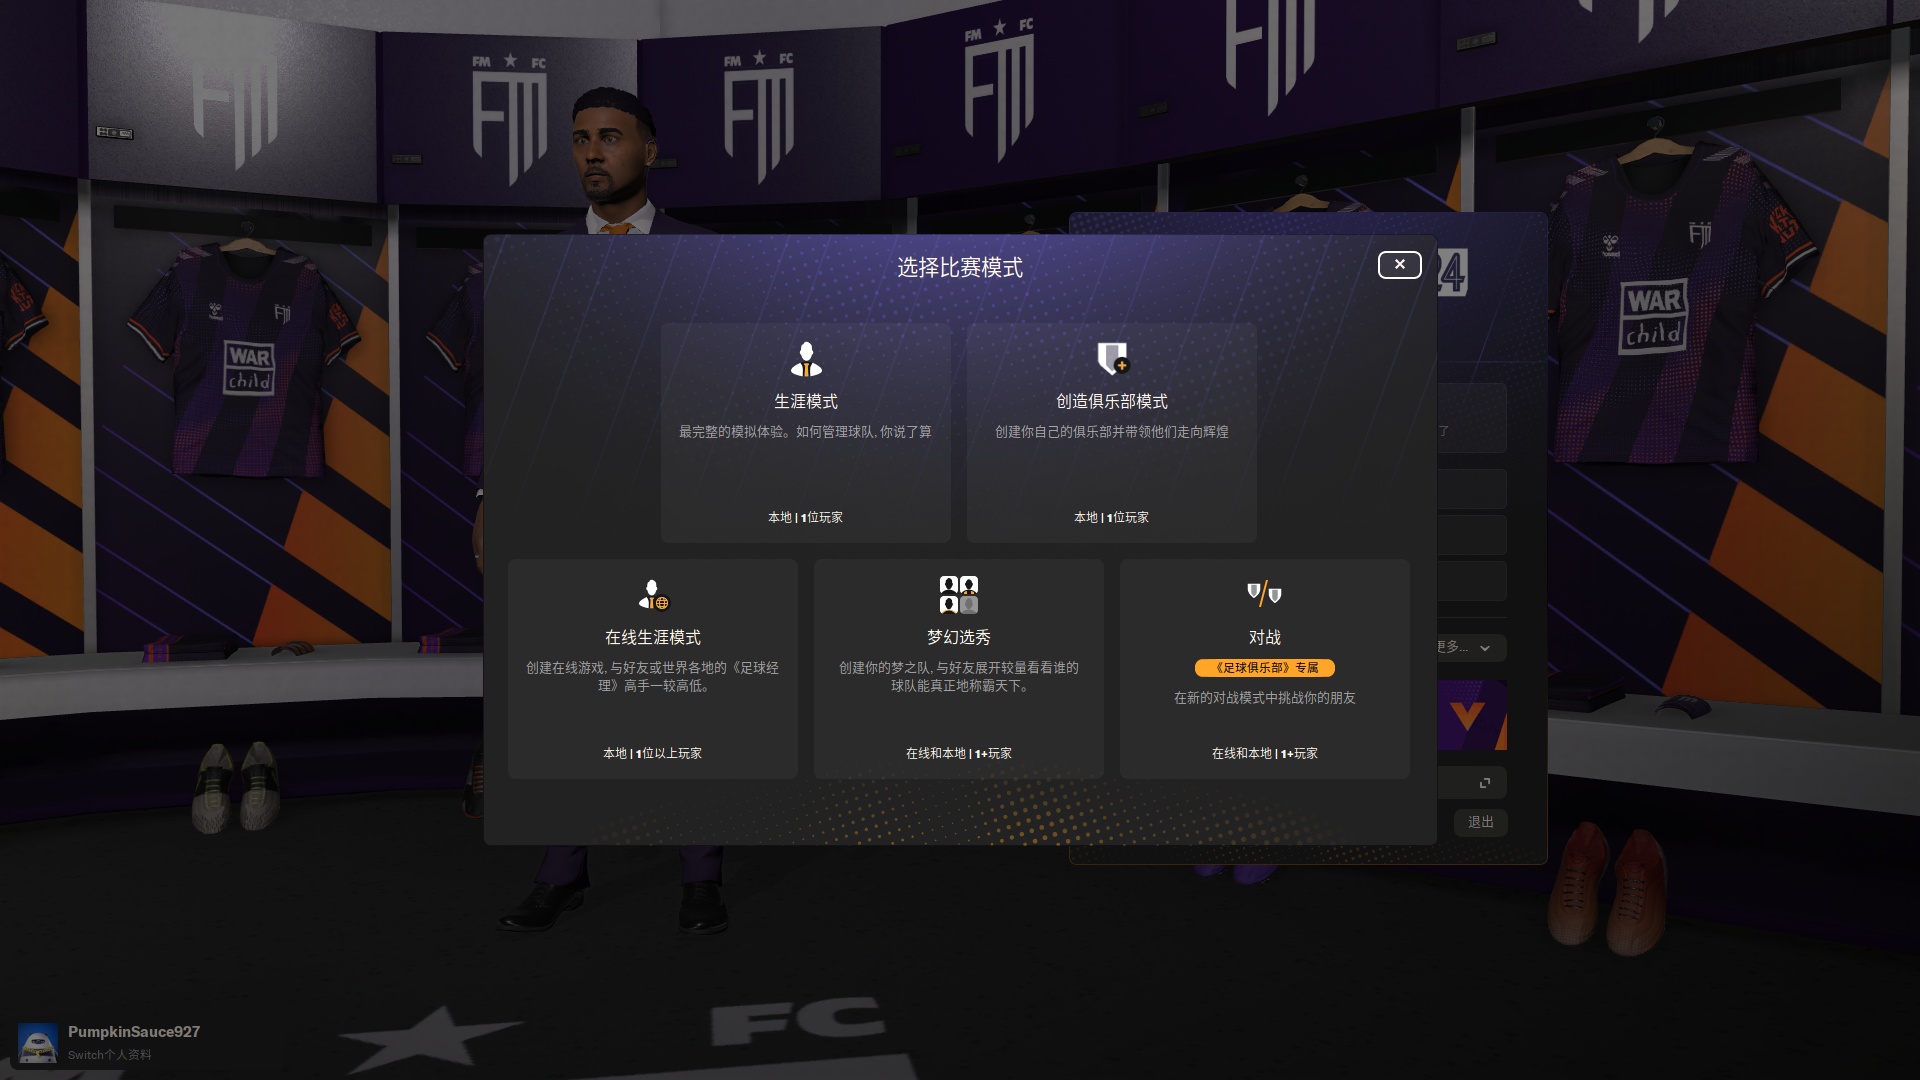 FM FC
FM FC
FM FC
选择比赛模式
24
WAR
child
WAR
child
生涯模式
最完整的模拟体验。如何管理球队, 你说了算
本地 | 1位玩家
创造俱乐部模式
创建你自己的俱乐部并带领他们走向辉煌
本地 | 1位玩家
了
在线生涯模式
创建在线游戏, 与好友或世界各地的《足球经
理》高手一较高低。
本地 | 1位以上玩家
梦幻选秀
创建你的梦之队, 与好友展开较量看看谁的
球队能真正地称霸天下。
在线和本地 | 1+玩家
对战
《足球俱乐部》专属
在新的对战模式中挑战你的朋友
在线和本地 | 1+玩家
更多...
退出
FC
PumpkinSauce927
Switch个人资料